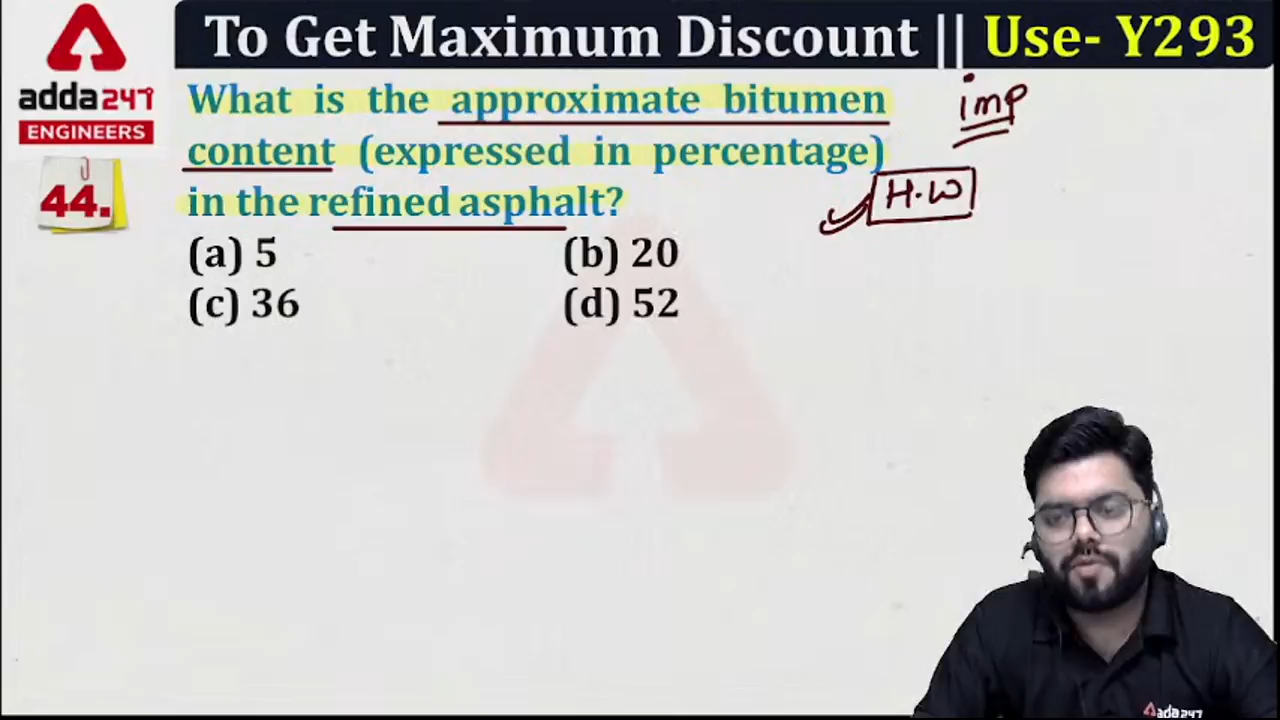 To Get Maximum Discount || Use- Y293
adda247
ENGINEERS
44.
What is the approximate bitumen
content (expressed in percentage)
in the refined asphalt?
imp
H.W
(a) 5 (b) 20
(c) 36 (d) 52
adda247